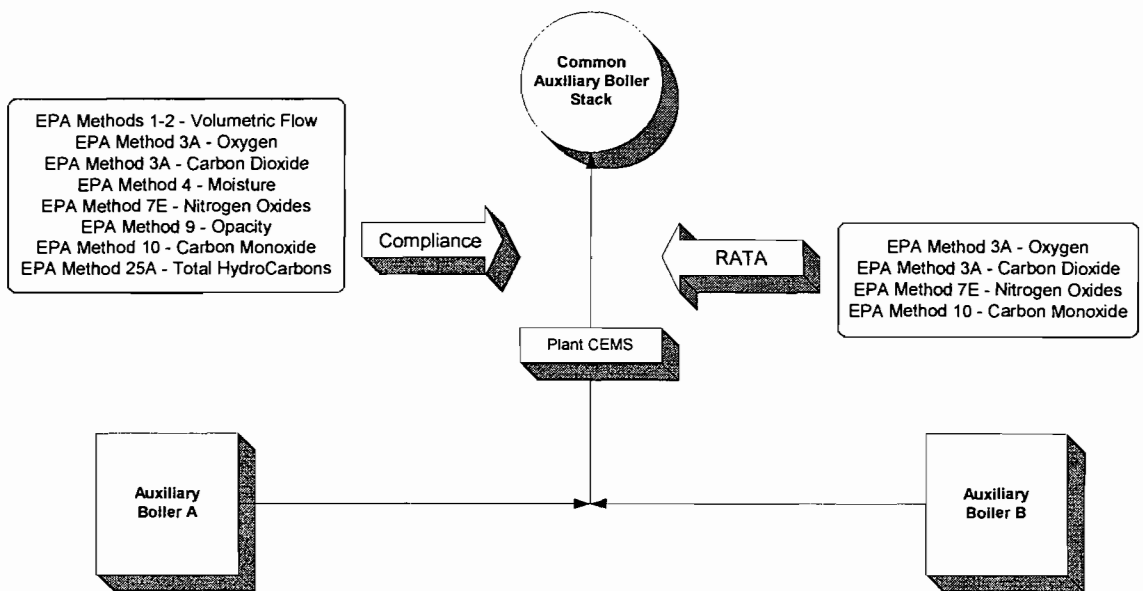 Common
Auxiliary Boiler
Stack
EPA Methods 1-2 - Volumetric Flow
EPA Method 3A - Oxygen
EPA Method 3A - Carbon Dioxide
EPA Method 4 - Moisture
EPA Method 7E - Nitrogen Oxides
EPA Method 9 - Opacity
EPA Method 10 - Carbon Monoxide
EPA Method 25A - Total HydroCarbons
Compliance
RATA
EPA Method 3A - Oxygen
EPA Method 3A - Carbon Dioxide
EPA Method 7E - Nitrogen Oxides
EPA Method 10 - Carbon Monoxide
Plant CEMS
Auxiliary
Boiler A
Auxiliary
Boiler B